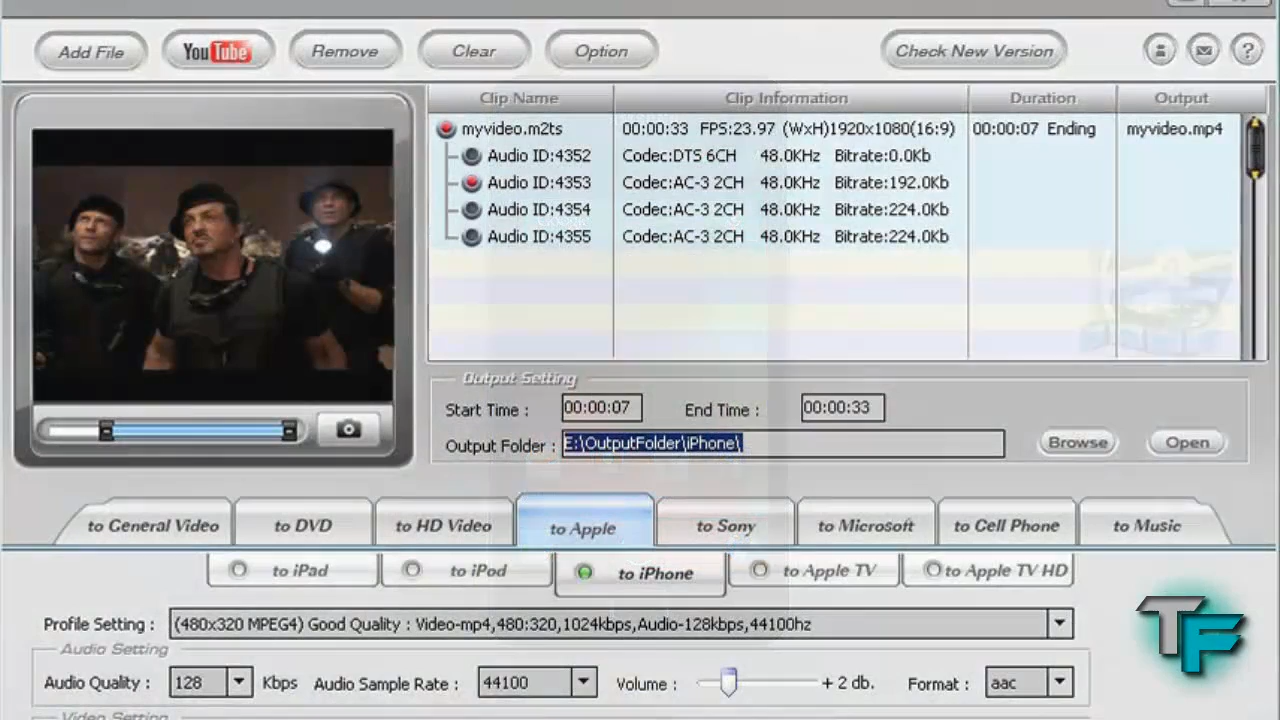 Add File YouTube Remove Clear Option Check New Version ?
Clip Name Clip Information Duration Output
myvideo.m2ts 00:00:33 FPS:23.97 (WxH)1920x1080(16:9) 00:00:07 Ending myvideo.mp4
Audio ID:4352 Codec:DTS 6CH 48.0KHz Bitrate:0.0Kb
Audio ID:4353 Codec:AC-3 2CH 48.0KHz Bitrate:192.0Kb
Audio ID:4354 Codec:AC-3 2CH 48.0KHz Bitrate:224.0Kb
Audio ID:4355 Codec:AC-3 2CH 48.0KHz Bitrate:224.0Kb
Output Setting
Start Time : 00:00:07 End Time : 00:00:33
Output Folder : E:\OutputFolder\iPhone\ Browse Open
to General Video to DVD to HD Video to Apple to Sony to Microsoft to Cell Phone to Music
to iPad to iPod to iPhone to Apple TV to Apple TV HD
Profile Setting : (480x320 MPEG4) Good Quality : Video-mp4,480:320,1024kbps,Audio-128kbps,44100hz
TF
Audio Setting
Audio Quality : 128 Kbps Audio Sample Rate : 44100 Volume : + 2 db. Format : aac
Video Setting